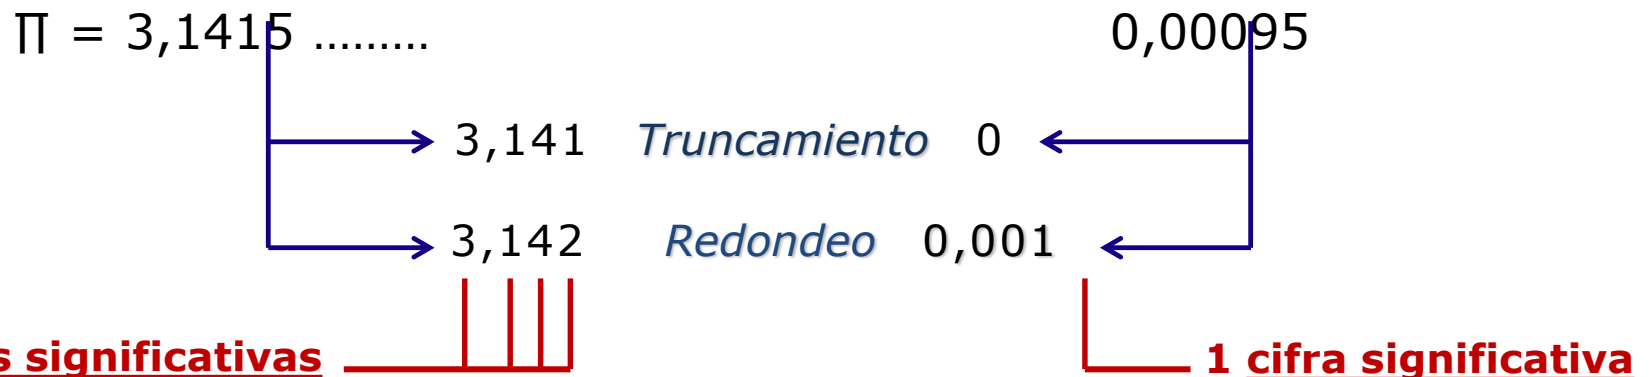 ∏ = 3,1415 ......... 0,00095
3,141 Truncamiento 0
3,142 Redondeo 0,001
s significativas 1 cifra significativa